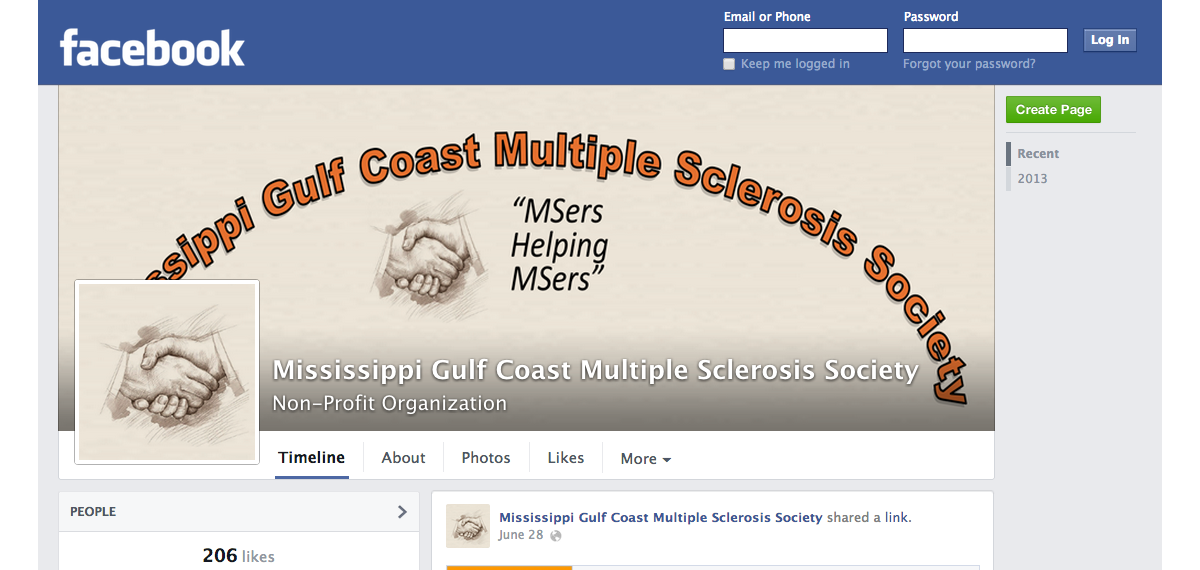 facebook
Email or Phone
Password
Log In
Keep me logged in
Forgot your password?
Create Page
Recent
2013
ssippi Gulf Coast Multiple Sclerosis Society
“MSers
Helping
MSers”
Mississippi Gulf Coast Multiple Sclerosis Society
Non-Profit Organization
Timeline
About
Photos
Likes
More
PEOPLE
206 likes
Mississippi Gulf Coast Multiple Sclerosis Society shared a link.
June 28